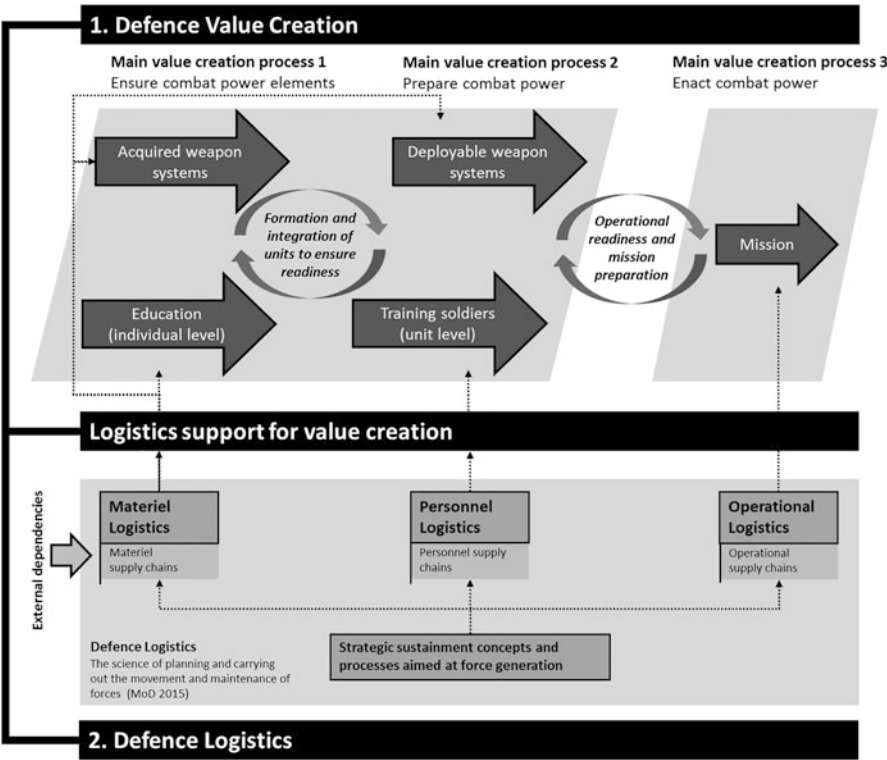 1. Defence Value Creation
Main value creation process 1
Ensure combat power elements
Main value creation process 2
Prepare combat power
Main value creation process 3
Enact combat power
Acquired weapon
systems
Deployable weapon
systems
Formation and
integration of
units to ensure
readiness
Operational
readiness and
mission
preparation
Mission
Education
(individual level)
Training soldiers
(unit level)
Logistics support for value creation
External dependencies
Materiel
Logistics
Materiel
supply chains
Personnel
Logistics
Personnel supply
chains
Operational
Logistics
Operational
supply chains
Defence Logistics
The science of planning and carrying
out the movement and maintenance of
forces (MoD 2015)
Strategic sustainment concepts and
processes aimed at force generation
2. Defence Logistics